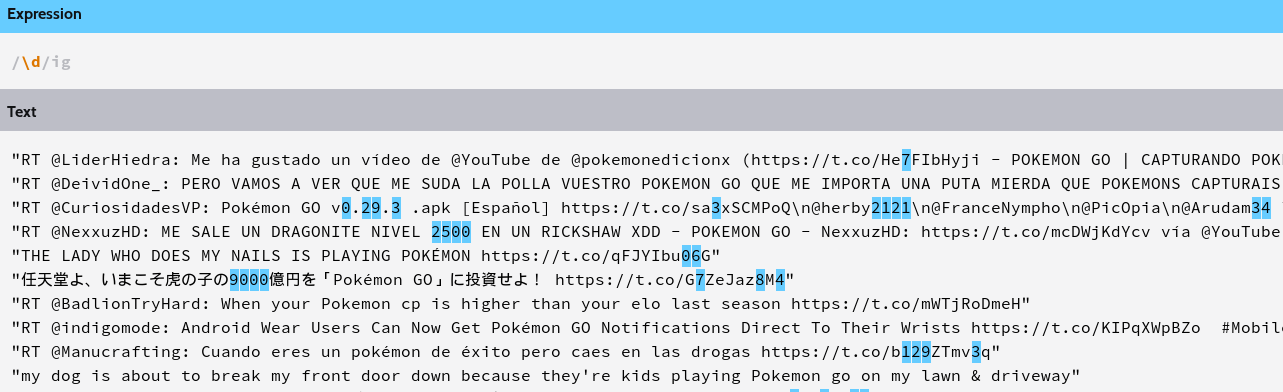 Expression
/\d/ig
Text
"RT @LiderHiedra: Me ha gustado un vídeo de @YouTube de @pokemonedicionx (https://t.co/He7FIbHyji - POKEMON GO | CAPTURANDO POK
"RT @DeividOne_: PERO VAMOS A VER QUE ME SUDA LA POLLA VUESTRO POKEMON GO QUE ME IMPORTA UNA PUTA MIERDA QUE POKEMONS CAPTURAIS
"RT @CuriosidadesVP: Pokémon GO v0.29.3 .apk [Español] https://t.co/sa3xSCMPoQ\n@herby2121\n@FranceNympho\n@PicOpia\n@Arudam34
"RT @NexxuzHD: ME SALE UN DRAGONITE NIVEL 2500 EN UN RICKSHAW XDD - POKEMON GO - NexxuzHD: https://t.co/mcDWjKdYcv vía @YouTube
"THE LADY WHO DOES MY NAILS IS PLAYING POKÉMON https://t.co/qFJYIbu06G"
"任天堂よ、いまこそ虎の子の9000億円を「Pokémon GO」に投資せよ！ https://t.co/G7ZeJaz8M4"
"RT @BadlionTryHard: When your Pokemon cp is higher than your elo last season https://t.co/mWTjRoDmeH"
"RT @indigomode: Android Wear Users Can Now Get Pokémon GO Notifications Direct To Their Wrists https://t.co/KIPqXWpBZo  #Mobile
"RT @Manucrafting: Cuando eres un pokémon de éxito pero caes en las drogas https://t.co/b129ZTmv3q"
"my dog is about to break my front door down because they're kids playing Pokemon go on my lawn & driveway"